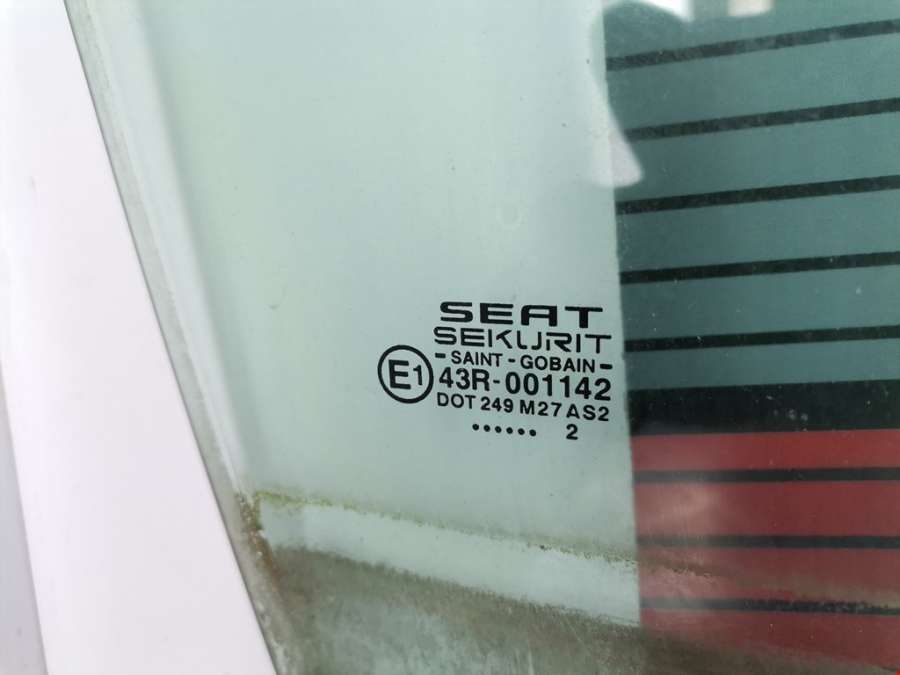 SEAT
SEKURIT
- SAINT - GOBAIN -
E1 43R-001142
DOT 249 M27 AS2
...... 2